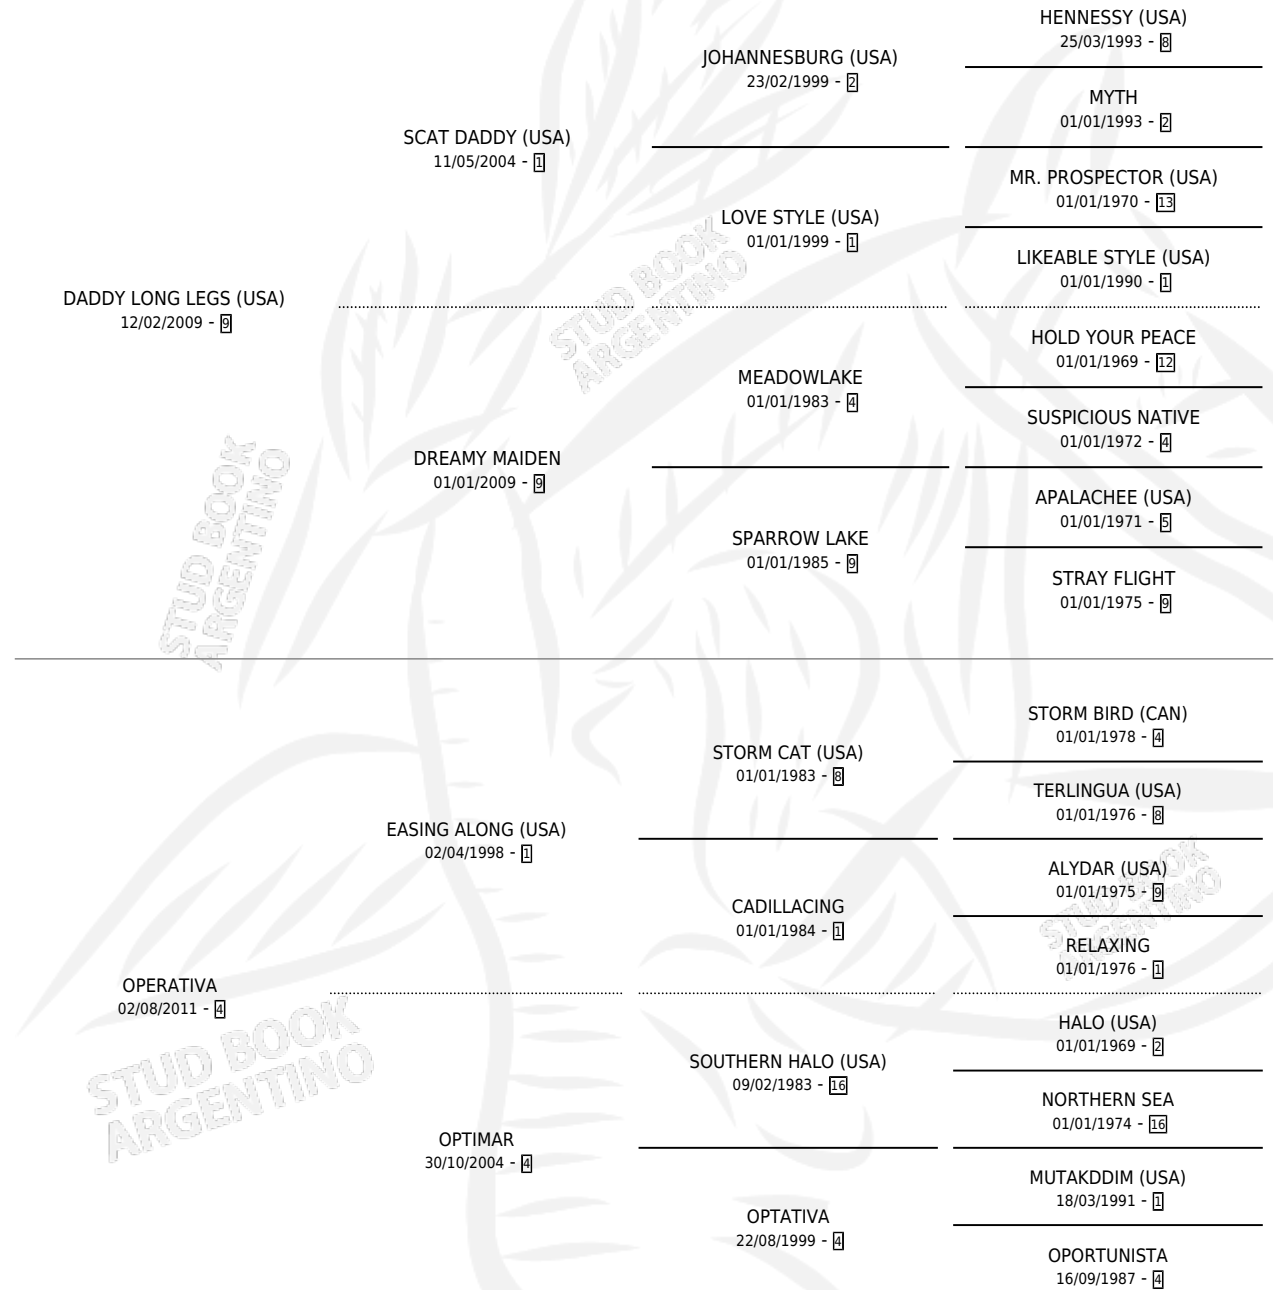 HENNESSY (USA)
25/03/1993 - 8
JOHANNESBURG (USA)
23/02/1999 - 2
MYTH
01/01/1993 - 2
SCAT DADDY (USA)
11/05/2004 - 1
MR. PROSPECTOR (USA)
01/01/1970 - 13
LOVE STYLE (USA)
01/01/1999 - 1
LIKEABLE STYLE (USA)
01/01/1990 - 1
DADDY LONG LEGS (USA)
12/02/2009 - 9
HOLD YOUR PEACE
01/01/1969 - 12
MEADOWLAKE
01/01/1983 - 4
SUSPICIOUS NATIVE
01/01/1972 - 4
DREAMY MAIDEN
01/01/2009 - 9
APALACHEE (USA)
01/01/1971 - 5
SPARROW LAKE
01/01/1985 - 9
STRAY FLIGHT
01/01/1975 - 9
STORM BIRD (CAN)
01/01/1978 - 4
STORM CAT (USA)
01/01/1983 - 8
TERLINGUA (USA)
01/01/1976 - 8
EASING ALONG (USA)
02/04/1998 - 1
ALYDAR (USA)
01/01/1975 - 9
CADILLACING
01/01/1984 - 1
RELAXING
01/01/1976 - 1
OPERATIVA
02/08/2011 - 4
HALO (USA)
01/01/1969 - 2
SOUTHERN HALO (USA)
09/02/1983 - 16
NORTHERN SEA
01/01/1974 - 16
OPTIMAR
30/10/2004 - 4
MUTAKDDIM (USA)
18/03/1991 - 1
OPTATIVA
22/08/1999 - 4
OPORTUNISTA
16/09/1987 - 4
STUD BOOK
ARGENTINO
STUD BOOK
ARGENTINO
STUD BOOK
ARGENTINO
STUD BOOK
ARGENTINO